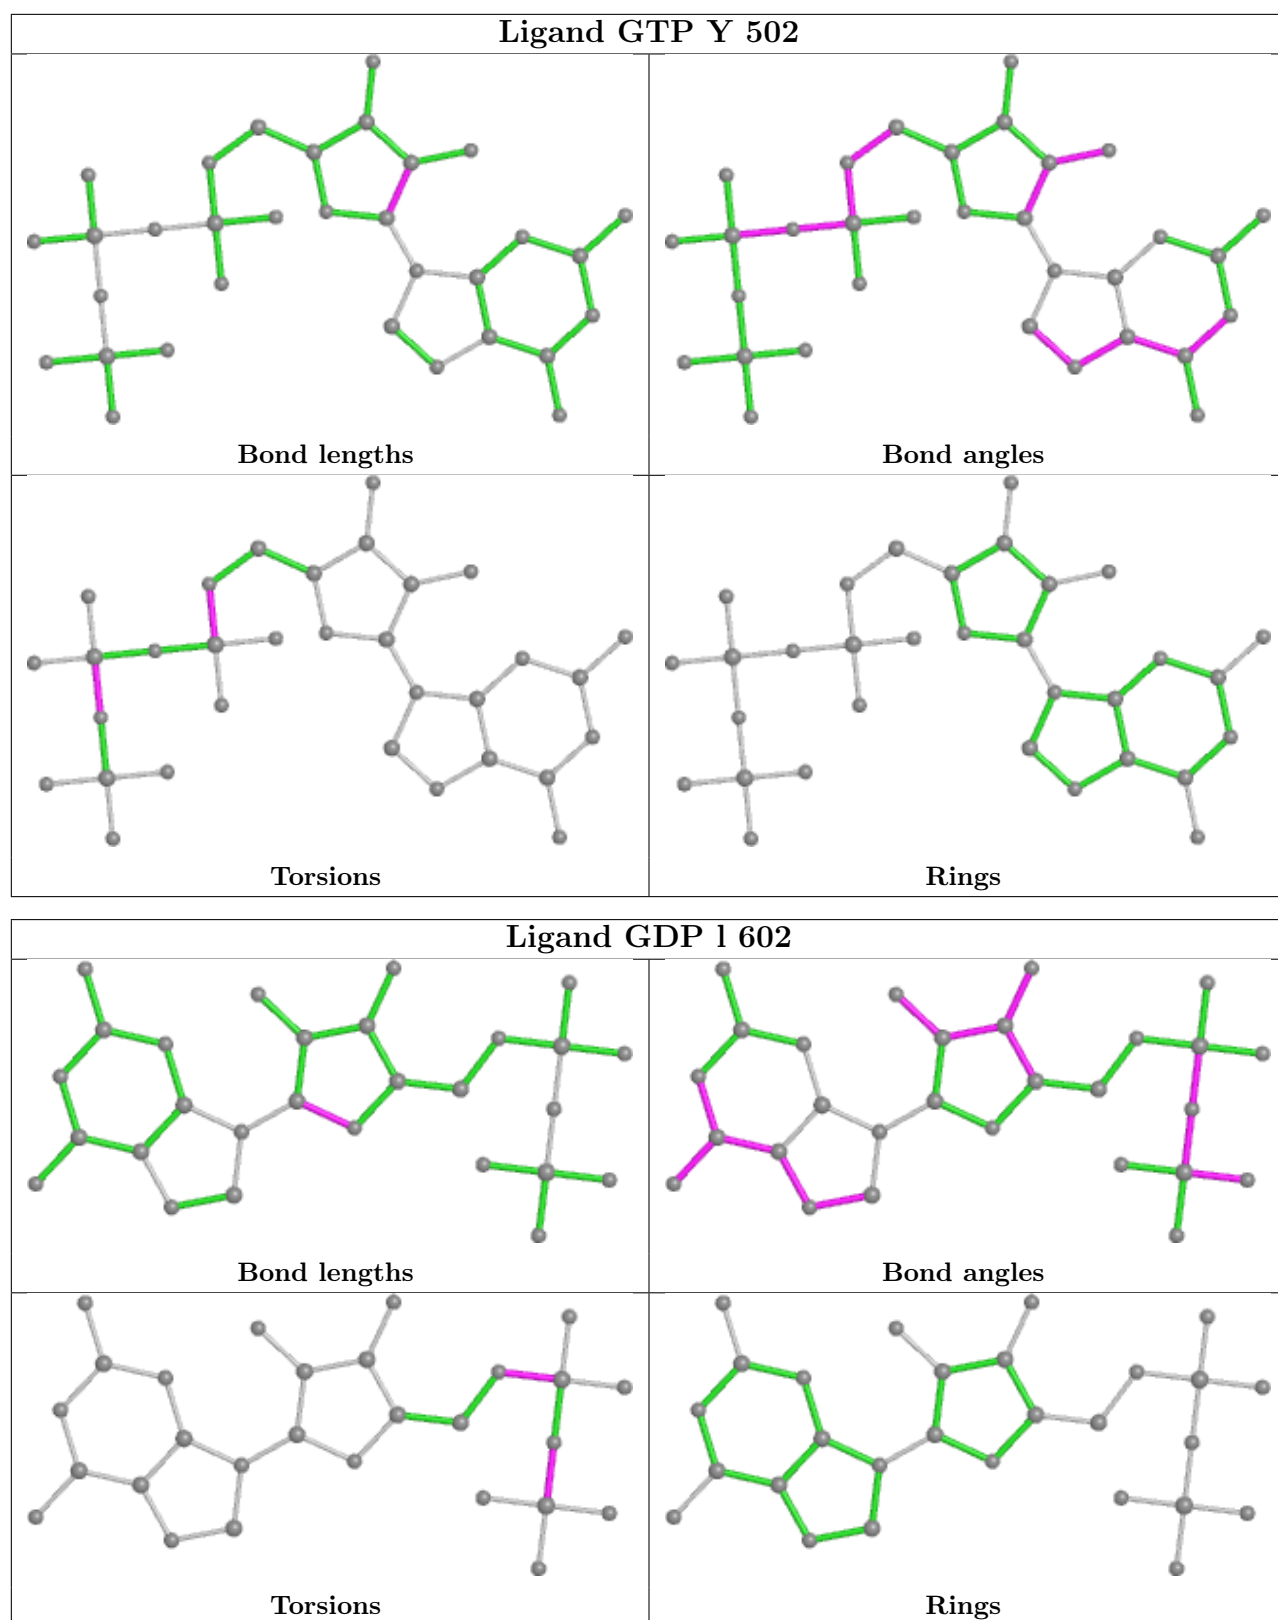 Ligand GTP Y 502
Bond lengths
Bond angles
Torsions
Rings
Ligand GDP l 602
Bond lengths
Bond angles
Torsions
Rings